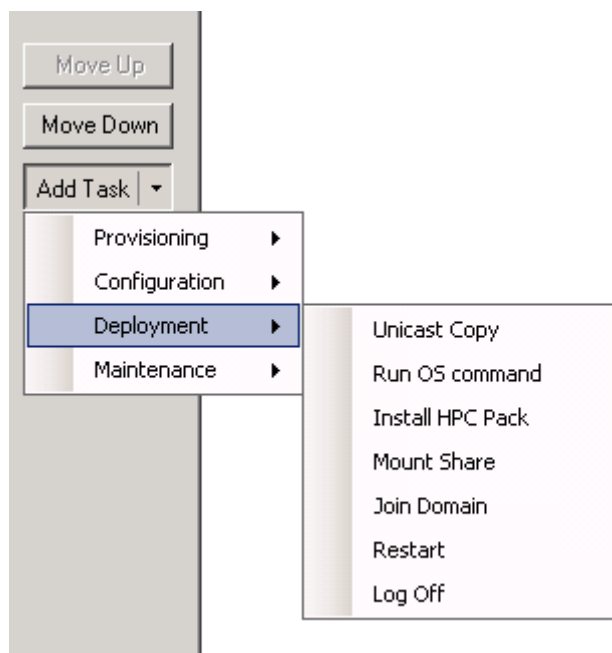 Move Up
Move Down
Add Task
Provisioning
Configuration
Deployment
Maintenance
Unicast Copy
Run OS command
Install HPC Pack
Mount Share
Join Domain
Restart
Log Off